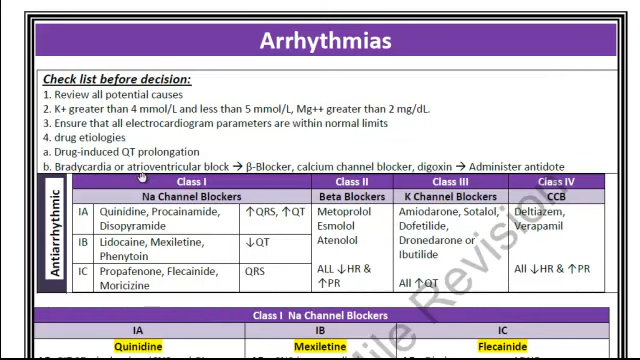 Arrhythmias
Check list before decision:
1. Review all potential causes
2. K+ greater than 4 mmol/L and less than 5 mmol/L, Mg++ greater than 2 mg/dL.
3. Ensure that all electrocardiogram parameters are within normal limits
4. drug etiologies
a. Drug-induced QT prolongation
b. Bradycardia or atrioventricular block → β-Blocker, calcium channel blocker, digoxin → Administer antidote
Antiarrhythmic
Class I Class II Class III Class IV
Na Channel Blockers Beta Blockers K Channel Blockers CCB
IA Quinidine, Procainamide, Disopyramide ↑QRS, ↑QT
IB Lidocaine, Mexiletine, Phenytoin ↓QT
IC Propafenone, Flecainide, Moricizine QRS
Metoprolol
Esmolol
Atenolol
ALL ↓HR & ↑PR
Amiodarone, Sotalol,
Dofetilide,
Dronedarone or
Ibutilide
All ↑QT
Deltiazem,
Verapamil
All ↓HR & ↑PR
Class I Na Channel Blockers
IA IB IC
Quinidine Mexiletine Flecainide
Mile Revision